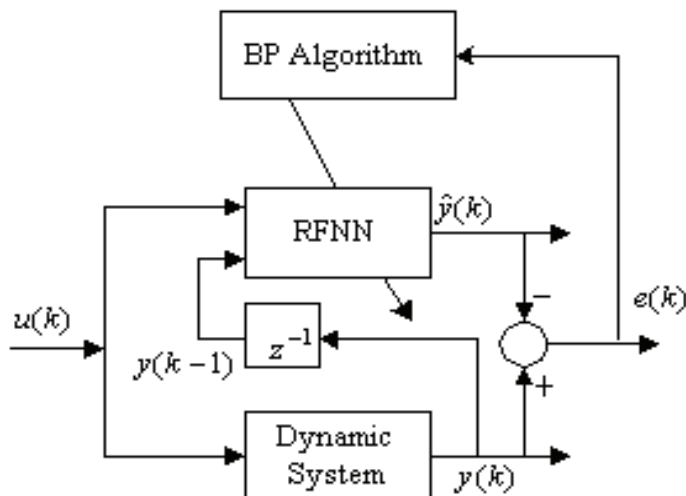 BP Algorithm
ŷ(k)
RFNN
−
e(k)
u(k)
z⁻¹
y(k−1)
+
Dynamic
System
y(k)